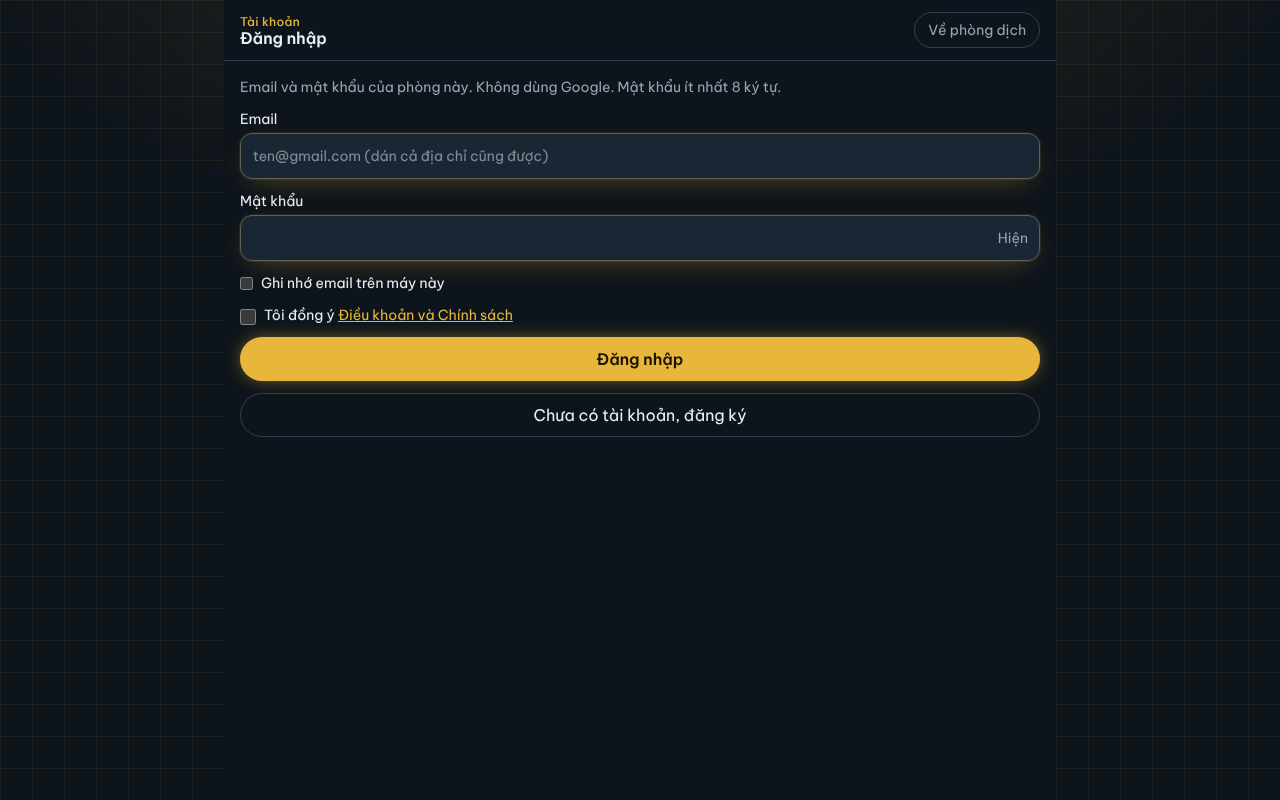 Tài khoản
Đăng nhập
Về phòng dịch
Email và mật khẩu của phòng này. Không dùng Google. Mật khẩu ít nhất 8 ký tự.
Email
ten@gmail.com (dán cả địa chỉ cũng được)
Mật khẩu
Hiện
Ghi nhớ email trên máy này
Tôi đồng ý Điều khoản và Chính sách
Đăng nhập
Chưa có tài khoản, đăng ký